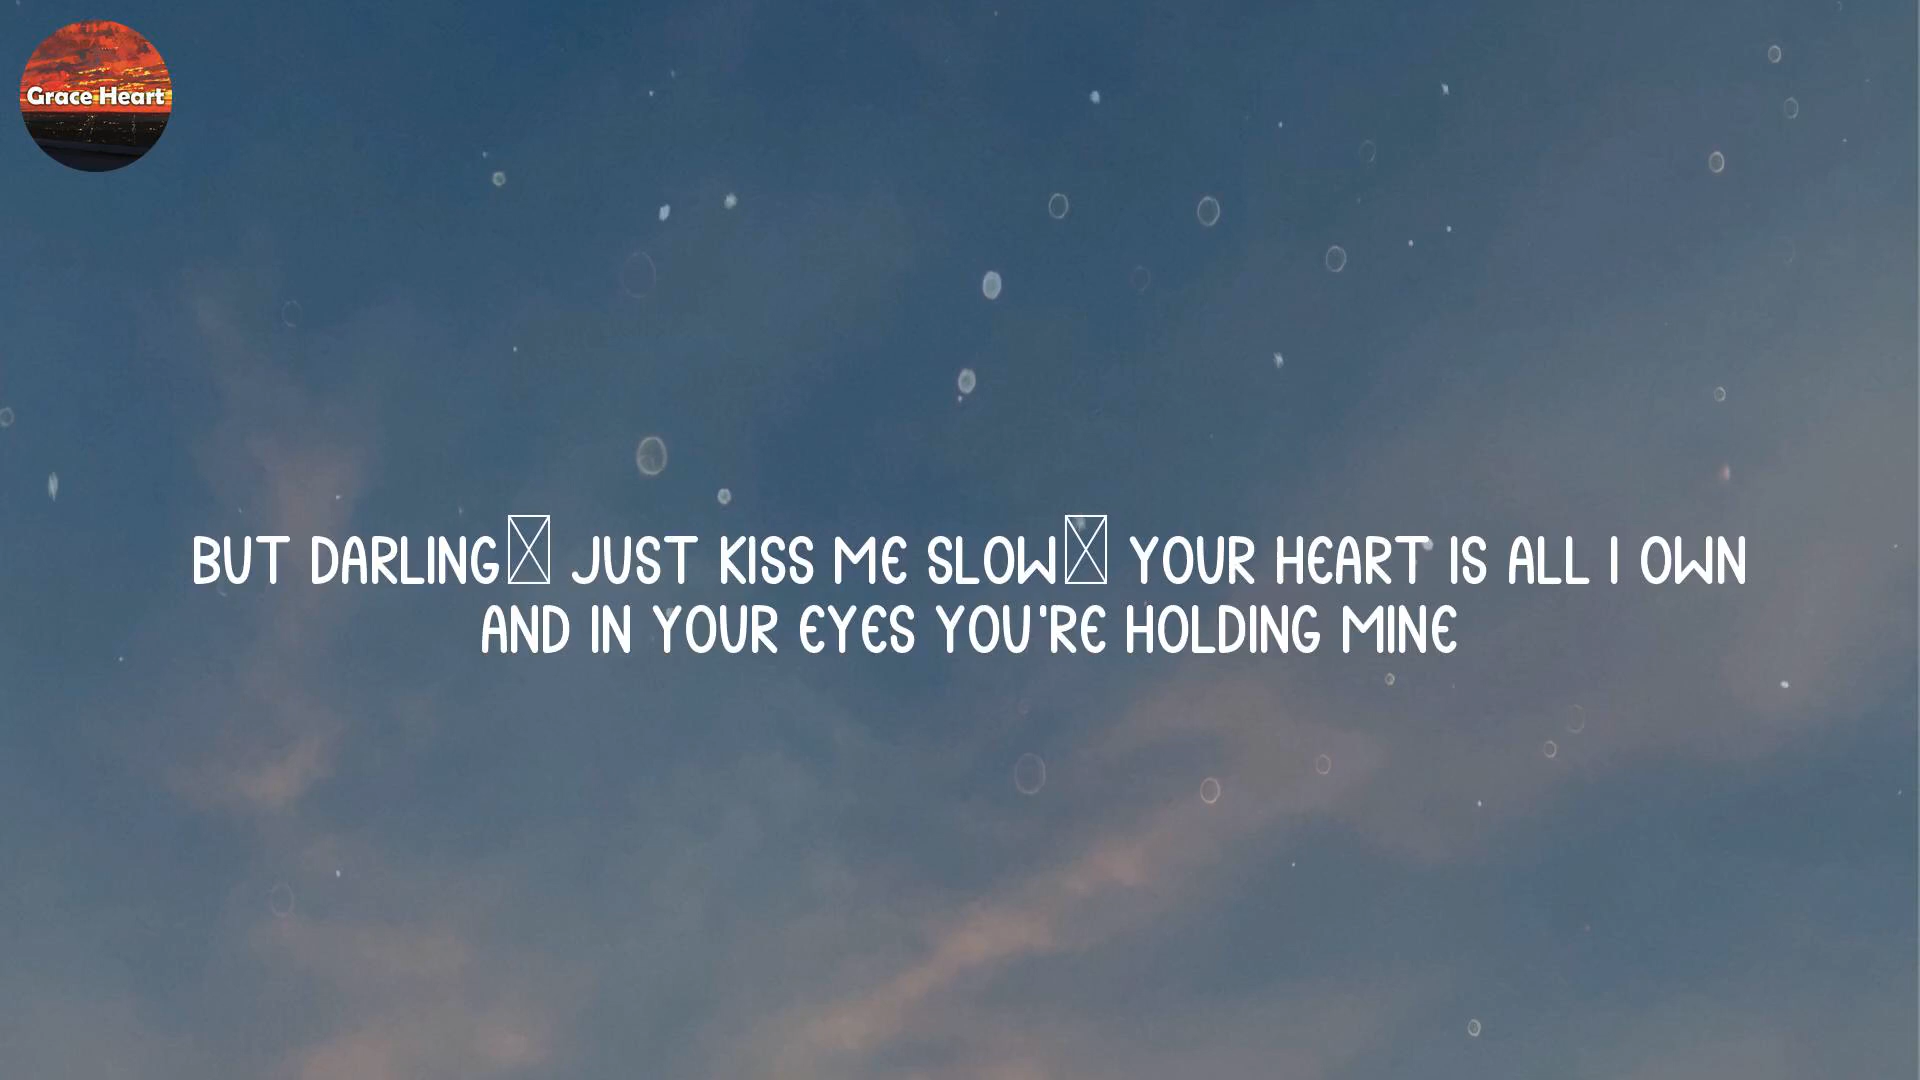 Grace Heart
BUT DARLING☒ JUST KISS ME SLOW☒ YOUR HEART IS ALL I OWN
AND IN YOUR EYES YOU'RE HOLDING MINE